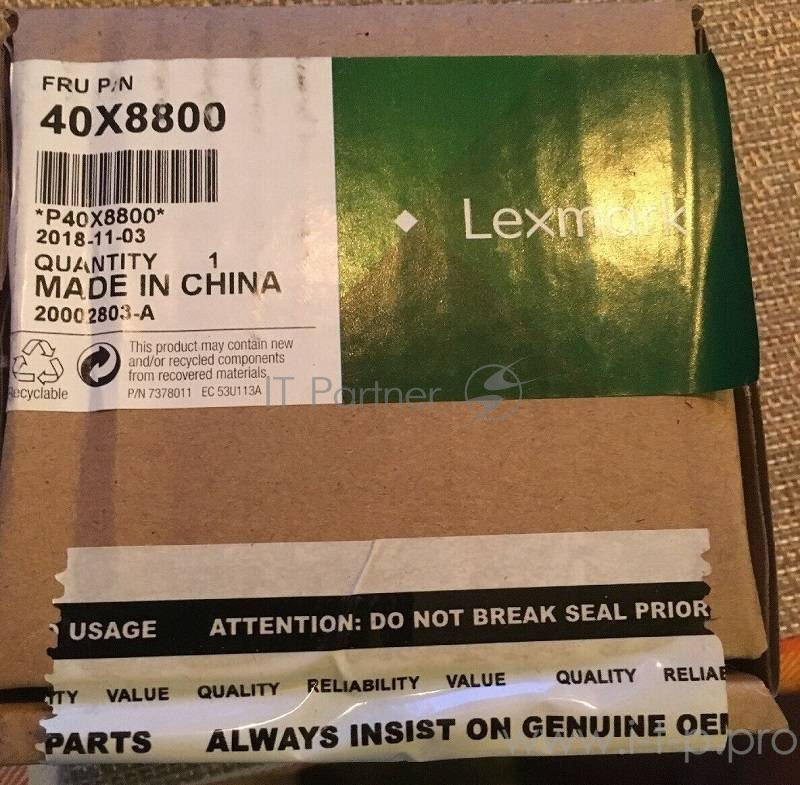 FRU P/N
40X8800
*P40X8800*
2018-11-03
QUANTITY 1
MADE IN CHINA
20002803-A
Recyclable
This product may contain new
and/or recycled components
from recovered materials.
P/N 7378011 EC 53U113A
Lexmark
IT Partner
USAGE ATTENTION: DO NOT BREAK SEAL PRIOR
VALUE QUALITY RELIABILITY VALUE QUALITY
PARTS ALWAYS INSIST ON GENUINE OEM